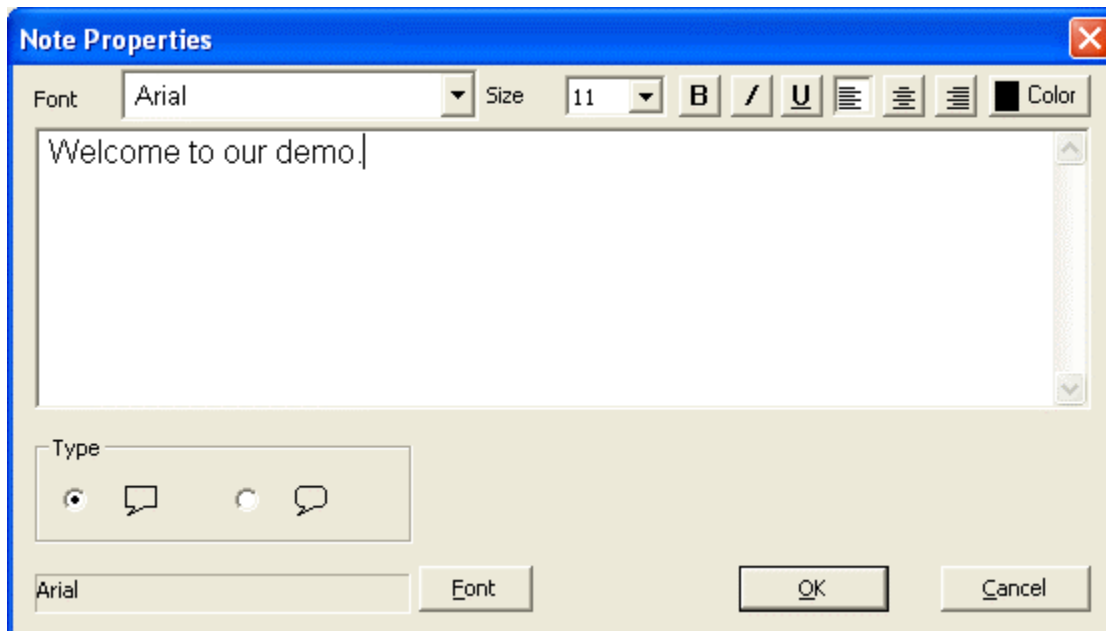 Note Properties
Font Arial Size 11 B I U Color
Welcome to our demo.
Type
Arial Font OK Cancel